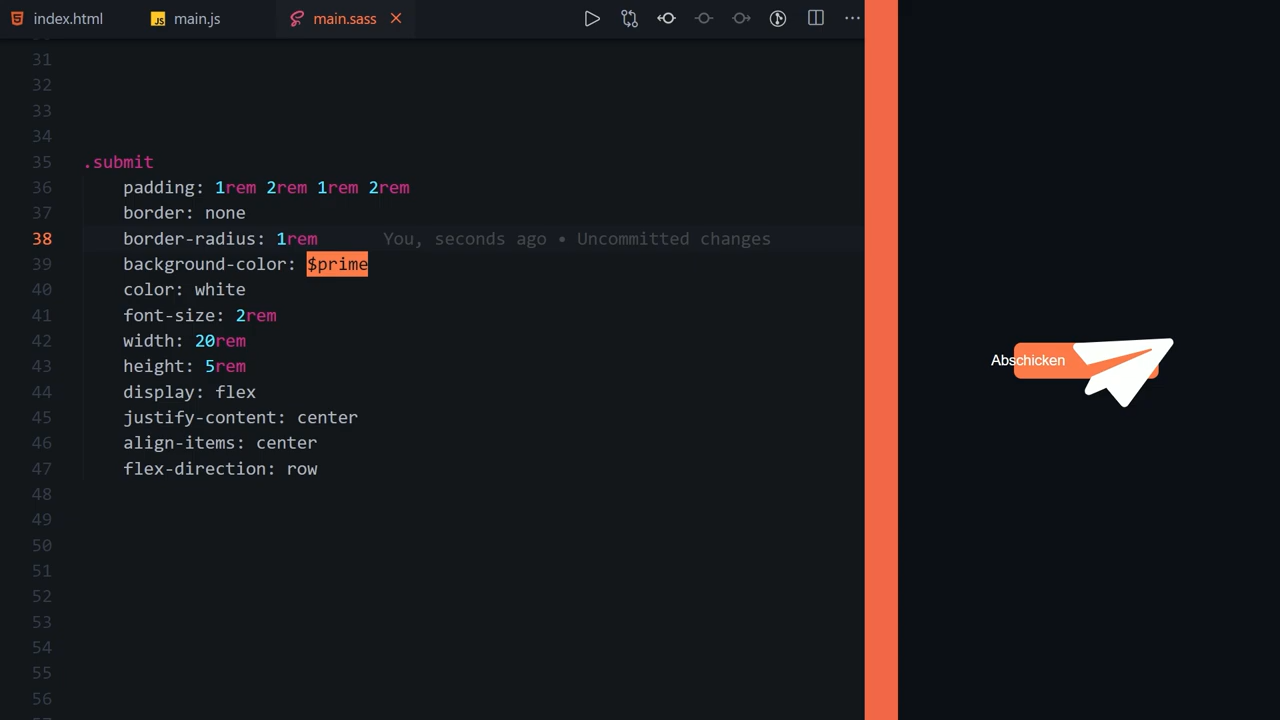 index.html
JS main.js
main.sass
31
32
33
34
35 .submit
36 padding: 1rem 2rem 1rem 2rem
37 border: none
38 border-radius: 1rem You, seconds ago • Uncommitted changes
39 background-color: $prime
40 color: white
41 font-size: 2rem
42 width: 20rem
43 height: 5rem
44 display: flex
45 justify-content: center
46 align-items: center
47 flex-direction: row
48
49
50
51
52
53
54
55
56
Abschicken